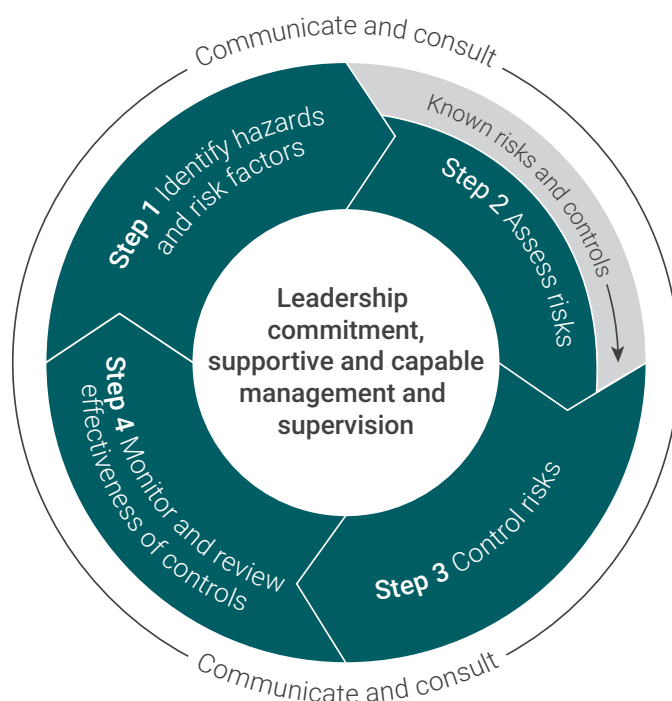 Communicate and consult
Step 1 Identify hazards
and risk factors
Known risks and controls
Step 2 Assess risks
Leadership
commitment,
supportive and capable
management and
supervision
Step 3 Control risks
Step 4 Monitor and review
effectiveness of controls
Communicate and consult